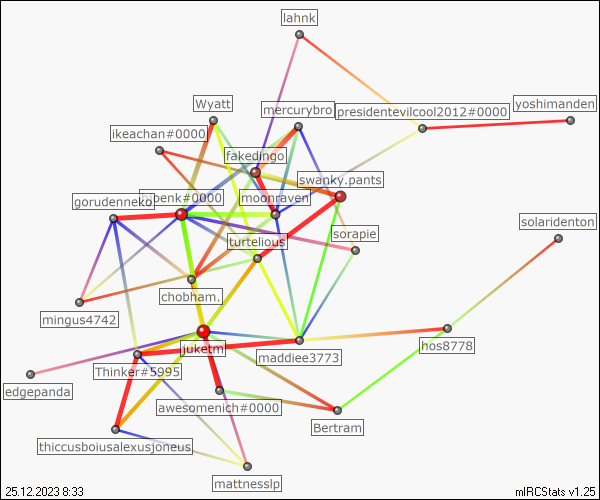 lahnk
Wyatt
mercurybro
presidentevilcool2012#0000
yoshimanden
ikeachan#0000
fakedingo
swanky.pants
gorudenneko
benk#0000
moonraven
solaridenton
turtelious
sorapie
chobham.
mingus4742
juketm
maddiee3773
hos8778
Thinker#5995
edgepanda
awesomenich#0000
Bertram
thiccusboiusalexusjoneus
mattnesslp
25.12.2023 8:33
mIRCStats v1.25